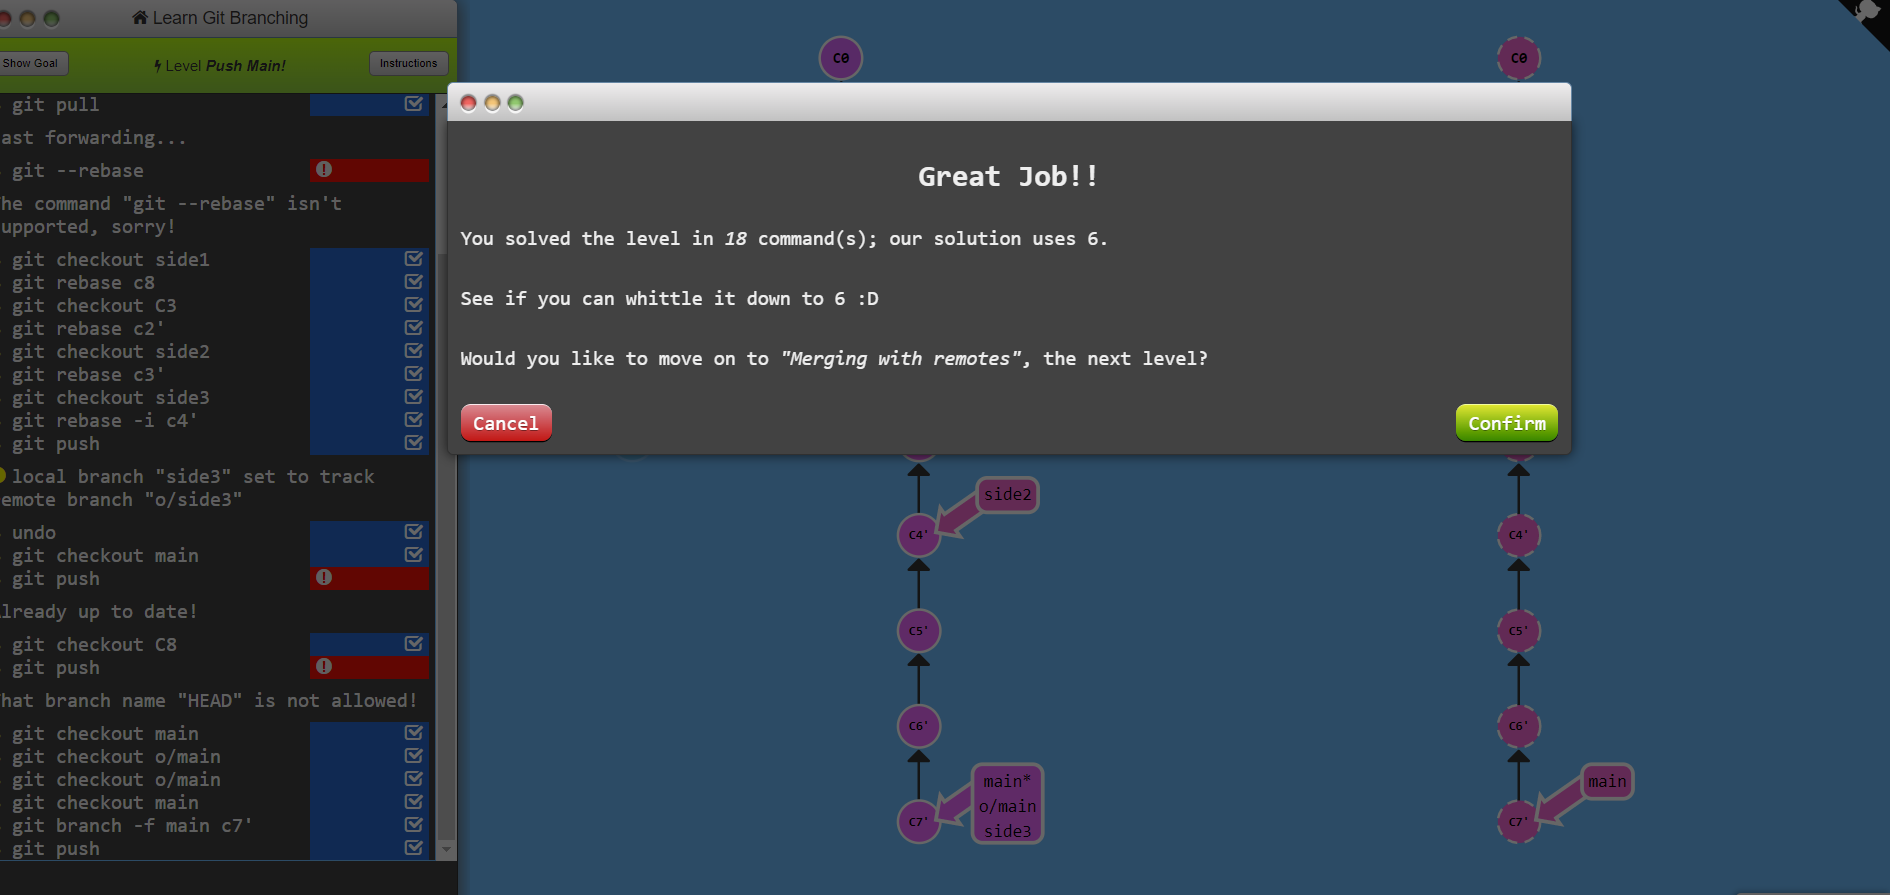 Learn Git Branching
Show Goal
Level Push Main!
Instructions
git pull
ast forwarding...
git --rebase
he command "git --rebase" isn't
upported, sorry!
git checkout side1
git rebase c8
git checkout C3
git rebase c2'
git checkout side2
git rebase c3'
git checkout side3
git rebase -i c4'
git push
local branch "side3" set to track
emote branch "o/side3"
undo
git checkout main
git push
lready up to date!
git checkout C8
git push
hat branch name "HEAD" is not allowed!
git checkout main
git checkout o/main
git checkout o/main
git checkout main
git branch -f main c7'
git push
C0
C0
Great Job!!
You solved the level in 18 command(s); our solution uses 6.
See if you can whittle it down to 6 :D
Would you like to move on to "Merging with remotes", the next level?
Cancel
Confirm
side2
C4'
C5'
C6'
main*
o/main
side3
C7'
C4'
C5'
C6'
main
C7'